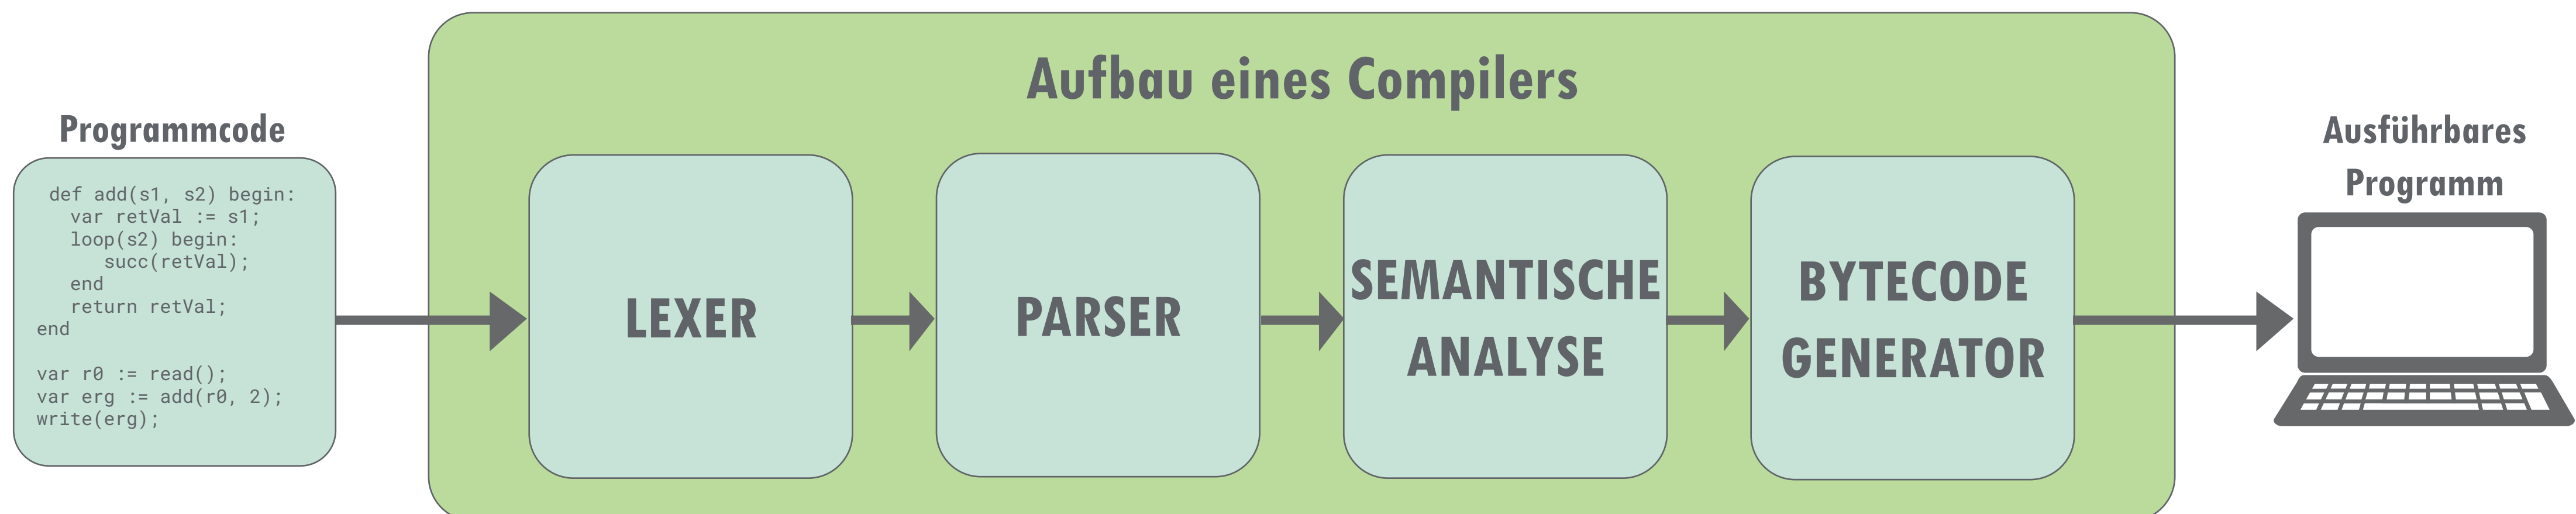 Aufbau eines Compilers
Programmcode
def add(s1, s2) begin:
var retVal := s1;
loop(s2) begin:
succ(retVal);
end
return retVal;
end
var r0 := read();
var erg := add(r0, 2);
write(erg);
LEXER
PARSER
SEMANTISCHE
ANALYSE
BYTECODE
GENERATOR
Ausführbares
Programm